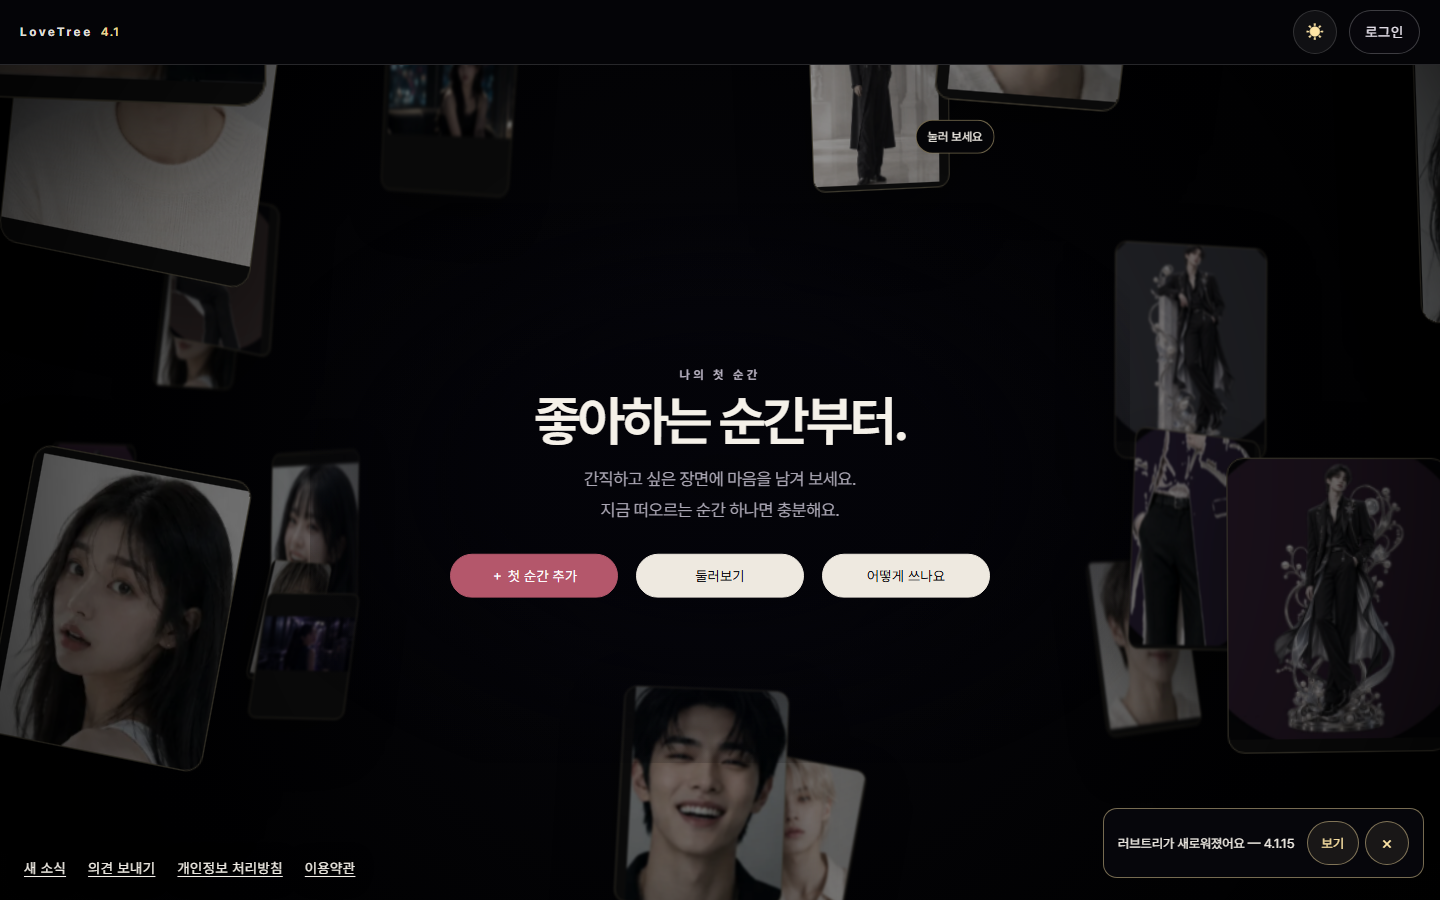 LoveTree 4.1
로그인
눌러 보세요
나의 첫 순간
좋아하는 순간부터.
간직하고 싶은 장면에 마음을 남겨 보세요.
지금 떠오르는 순간 하나면 충분해요.
+ 첫 순간 추가
둘러보기
어떻게 쓰나요
러브트리가 새로워졌어요 — 4.1.15
보기
×
새 소식
의견 보내기
개인정보 처리방침
이용약관